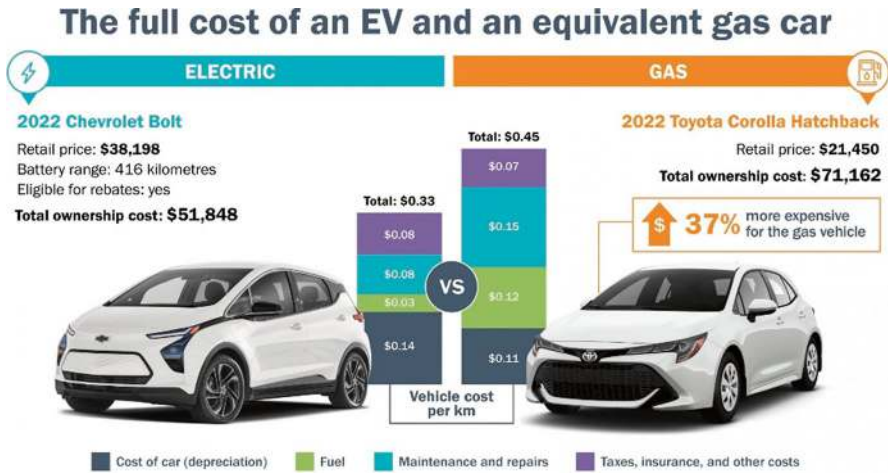 The full cost of an EV and an equivalent gas car
ELECTRIC
GAS
2022 Chevrolet Bolt
Retail price: $38,198
Battery range: 416 kilometres
Eligible for rebates: yes
Total ownership cost: $51,848
Total: $0.33
$0.08
$0.08
$0.03
$0.14
VS
Total: $0.45
$0.07
$0.15
$0.12
$0.11
Vehicle cost
per km
2022 Toyota Corolla Hatchback
Retail price: $21,450
Total ownership cost: $71,162
$ 37% more expensive
for the gas vehicle
Cost of car (depreciation)
Fuel
Maintenance and repairs
Taxes, insurance, and other costs